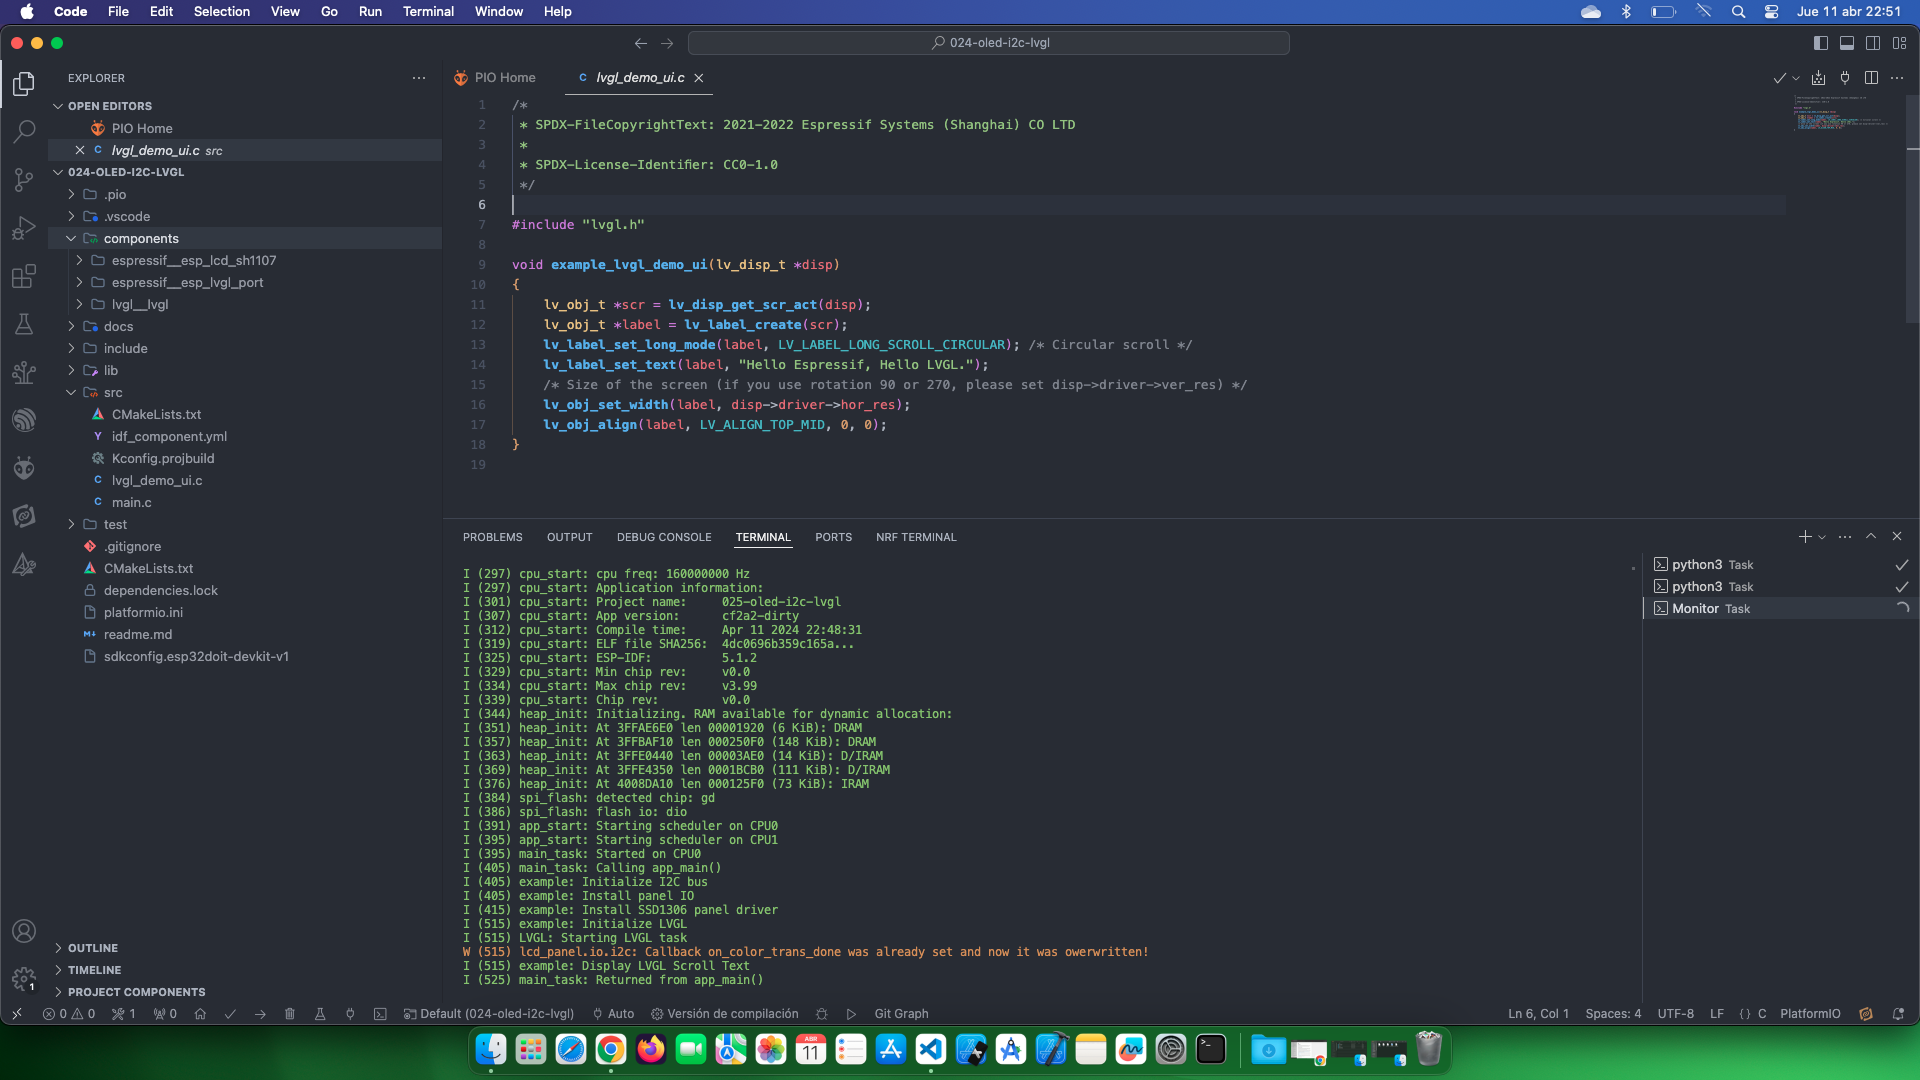 Code File Edit Selection View Go Run Terminal Window Help Jue 11 abr 22:51
024-oled-i2c-lvgl
EXPLORER
OPEN EDITORS
PIO Home
lvgl_demo_ui.c src
024-OLED-I2C-LVGL
.pio
.vscode
components
espressif__esp_lcd_sh1107
espressif__esp_lvgl_port
lvgl__lvgl
docs
include
lib
src
CMakeLists.txt
idf_component.yml
Kconfig.projbuild
C lvgl_demo_ui.c
C main.c
test
.gitignore
CMakeLists.txt
dependencies.lock
platformio.ini
readme.md
sdkconfig.esp32doit-devkit-v1
OUTLINE
TIMELINE
PROJECT COMPONENTS
1
PIO Home
C lvgl_demo_ui.c
1 /*
2 * SPDX-FileCopyrightText: 2021-2022 Espressif Systems (Shanghai) CO LTD
3 *
4 * SPDX-License-Identifier: CC0-1.0
5 */
6
7 #include "lvgl.h"
8
9 void example_lvgl_demo_ui(lv_disp_t *disp)
10 {
11 lv_obj_t *scr = lv_disp_get_scr_act(disp);
12 lv_obj_t *label = lv_label_create(scr);
13 lv_label_set_long_mode(label, LV_LABEL_LONG_SCROLL_CIRCULAR); /* Circular scroll */
14 lv_label_set_text(label, "Hello Espressif, Hello LVGL.");
15 /* Size of the screen (if you use rotation 90 or 270, please set disp->driver->ver_res) */
16 lv_obj_set_width(label, disp->driver->hor_res);
17 lv_obj_align(label, LV_ALIGN_TOP_MID, 0, 0);
18 }
19
PROBLEMS OUTPUT DEBUG CONSOLE TERMINAL PORTS NRF TERMINAL
I (297) cpu_start: cpu freq: 160000000 Hz
I (297) cpu_start: Application information:
I (301) cpu_start: Project name: 025-oled-i2c-lvgl
I (307) cpu_start: App version: cf2a2-dirty
I (312) cpu_start: Compile time: Apr 11 2024 22:48:31
I (319) cpu_start: ELF file SHA256: 4dc0696b359c165a...
I (325) cpu_start: ESP-IDF: 5.1.2
I (329) cpu_start: Min chip rev: v0.0
I (334) cpu_start: Max chip rev: v3.99
I (339) cpu_start: Chip rev: v0.0
I (344) heap_init: Initializing. RAM available for dynamic allocation:
I (351) heap_init: At 3FFAE6E0 len 00001920 (6 KiB): DRAM
I (357) heap_init: At 3FFBAF10 len 000250F0 (148 KiB): DRAM
I (363) heap_init: At 3FFE0440 len 00003AE0 (14 KiB): D/IRAM
I (369) heap_init: At 3FFE4350 len 0001BCB0 (111 KiB): D/IRAM
I (376) heap_init: At 4008DA10 len 000125F0 (73 KiB): IRAM
I (384) spi_flash: detected chip: gd
I (386) spi_flash: flash io: dio
I (391) app_start: Starting scheduler on CPU0
I (395) app_start: Starting scheduler on CPU1
I (395) main_task: Started on CPU0
I (405) main_task: Calling app_main()
I (405) example: Initialize I2C bus
I (405) example: Install panel IO
I (415) example: Install SSD1306 panel driver
I (515) example: Initialize LVGL
I (515) LVGL: Starting LVGL task
W (515) lcd_panel.io.i2c: Callback on_color_trans_done was already set and now it was owerwritten!
I (515) example: Display LVGL Scroll Text
I (525) main_task: Returned from app_main()
python3 Task
python3 Task
Monitor Task
0 0 1 0 Default (024-oled-i2c-lvgl) Auto Versión de compilación Git Graph Ln 6, Col 1 Spaces: 4 UTF-8 LF {} C PlatformIO
ABR
11